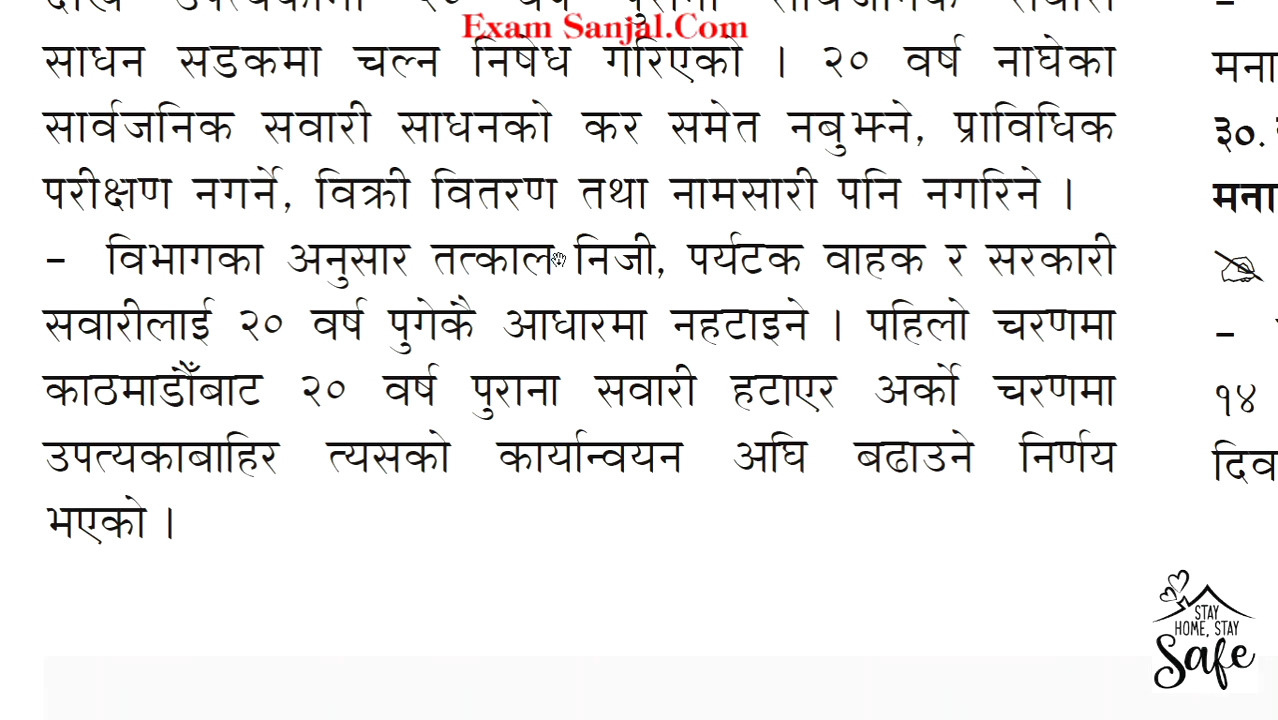 Exam Sanjal.Com
साधन सडकमा चल्न निषेध गरिएको । २० वर्ष नाघेका
सार्वजनिक सवारी साधनको कर समेत नबुझ्ने, प्राविधिक
परीक्षण नगर्ने, विक्री वितरण तथा नामसारी पनि नगरिने ।
– विभागका अनुसार तत्काल निजी, पर्यटक वाहक र सरकारी
सवारीलाई २० वर्ष पुगेकै आधारमा नहटाइने । पहिलो चरणमा
काठमाडौँबाट २० वर्ष पुराना सवारी हटाएर अर्को चरणमा
उपत्यकाबाहिर त्यसको कार्यान्वयन अघि बढाउने निर्णय
भएको ।
–
३०.
–
१४
STAY
HOME, STAY
Safe